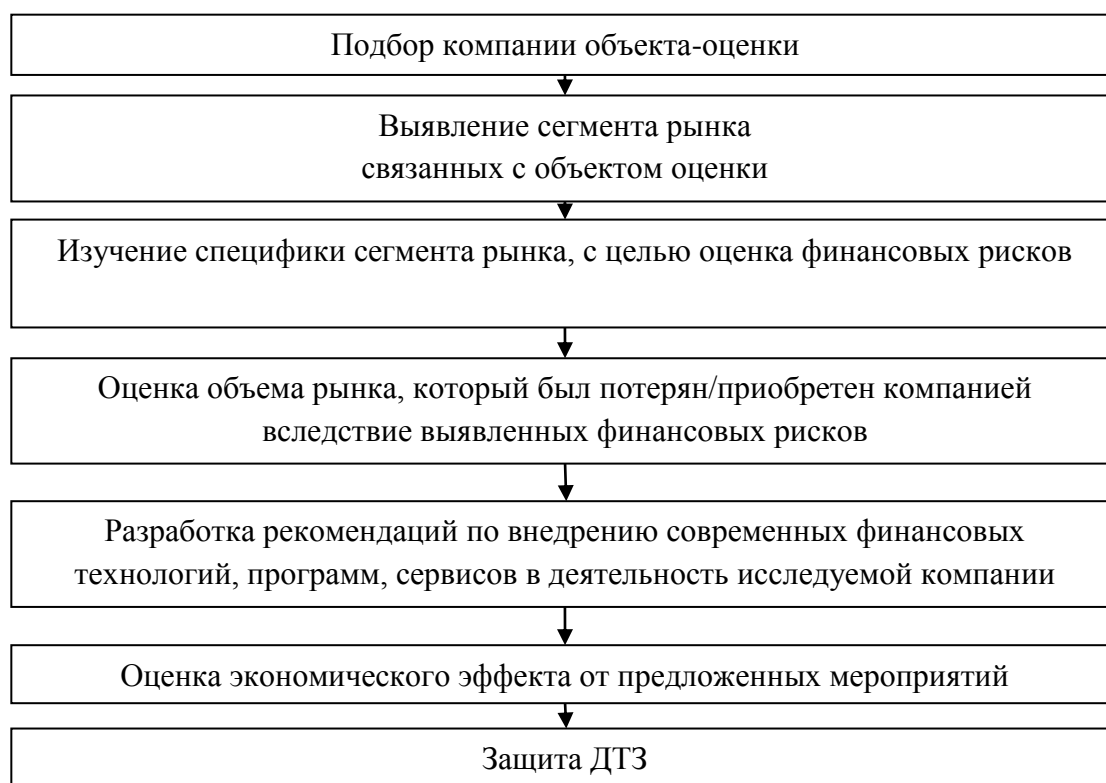 Подбор компании объекта-оценки
Выявление сегмента рынка
связанных с объектом оценки
Изучение специфики сегмента рынка, с целью оценка финансовых рисков
Оценка объема рынка, который был потерян/приобретен компанией
вследствие выявленных финансовых рисков
Разработка рекомендаций по внедрению современных финансовых
технологий, программ, сервисов в деятельность исследуемой компании
Оценка экономического эффекта от предложенных мероприятий
Защита ДТЗ